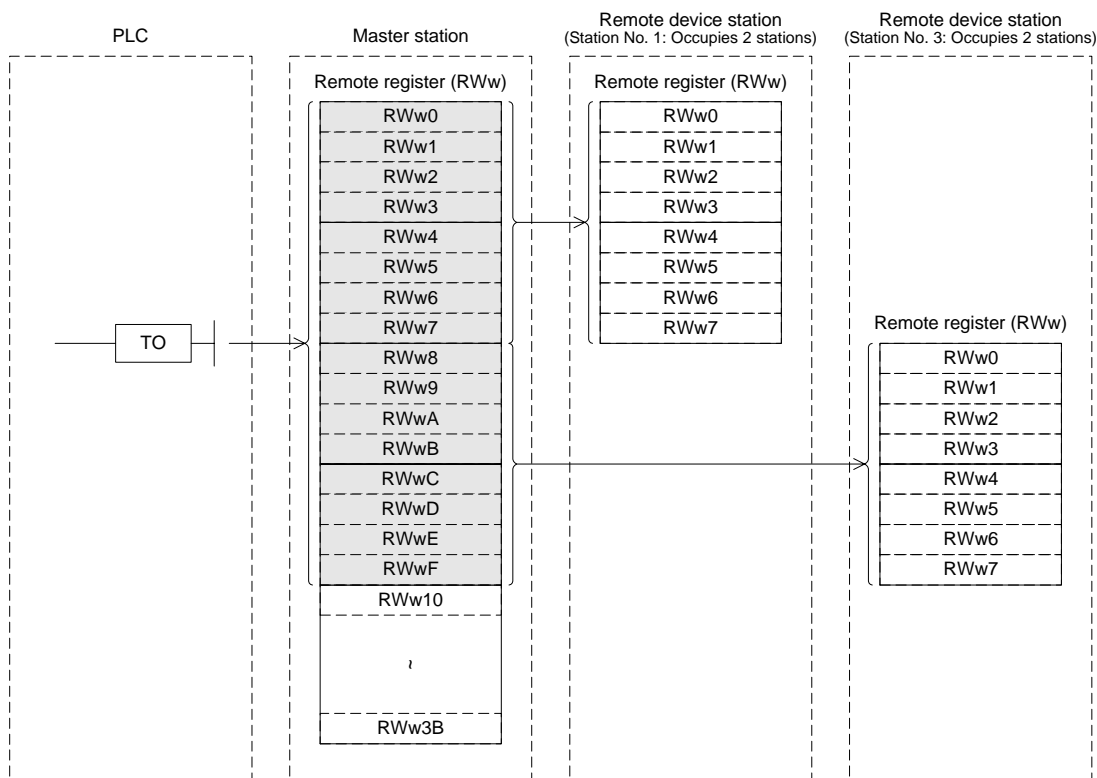 PLC
Master station
Remote device station
(Station No. 1: Occupies 2 stations)
Remote device station
(Station No. 3: Occupies 2 stations)
TO
Remote register (RWw)
RWw0
RWw1
RWw2
RWw3
RWw4
RWw5
RWw6
RWw7
RWw8
RWw9
RWwA
RWwB
RWwC
RWwD
RWwE
RWwF
RWw10
~
RWw3B
Remote register (RWw)
RWw0
RWw1
RWw2
RWw3
RWw4
RWw5
RWw6
RWw7
Remote register (RWw)
RWw0
RWw1
RWw2
RWw3
RWw4
RWw5
RWw6
RWw7